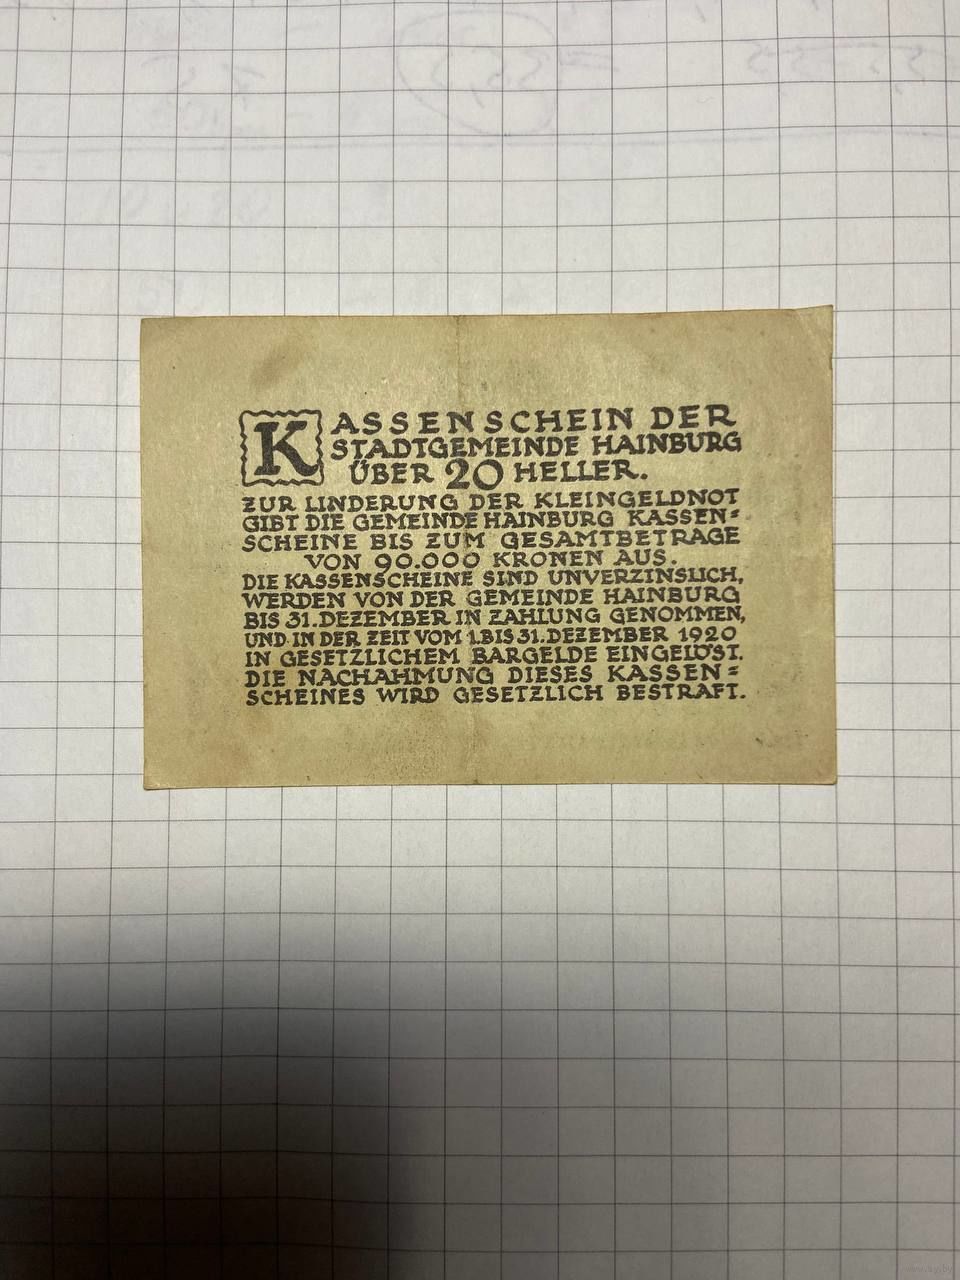 KASSENSCHEIN DER
STADTGEMEINDE HAINBURG
ÜBER 20 HELLER.
ZUR LINDERUNG DER KLEINGELDNOT
GIBT DIE GEMEINDE HAINBURG KASSEN=
SCHEINE BIS ZUM GESAMTBETRAGE
VON 90.000 KRONEN AUS.
DIE KASSENSCHEINE SIND UNVERZINSLICH,
WERDEN VON DER GEMEINDE HAINBURG
BIS 31. DEZEMBER IN ZAHLUNG GENOMMEN,
UND IN DER ZEIT VOM 1. BIS 31. DEZEMBER 1920
IN GESETZLICHEM BARGELDE EINGELÖST.
DIE NACHAHMUNG DIESES KASSEN=
SCHEINES WIRD GESETZLICH BESTRAFT.